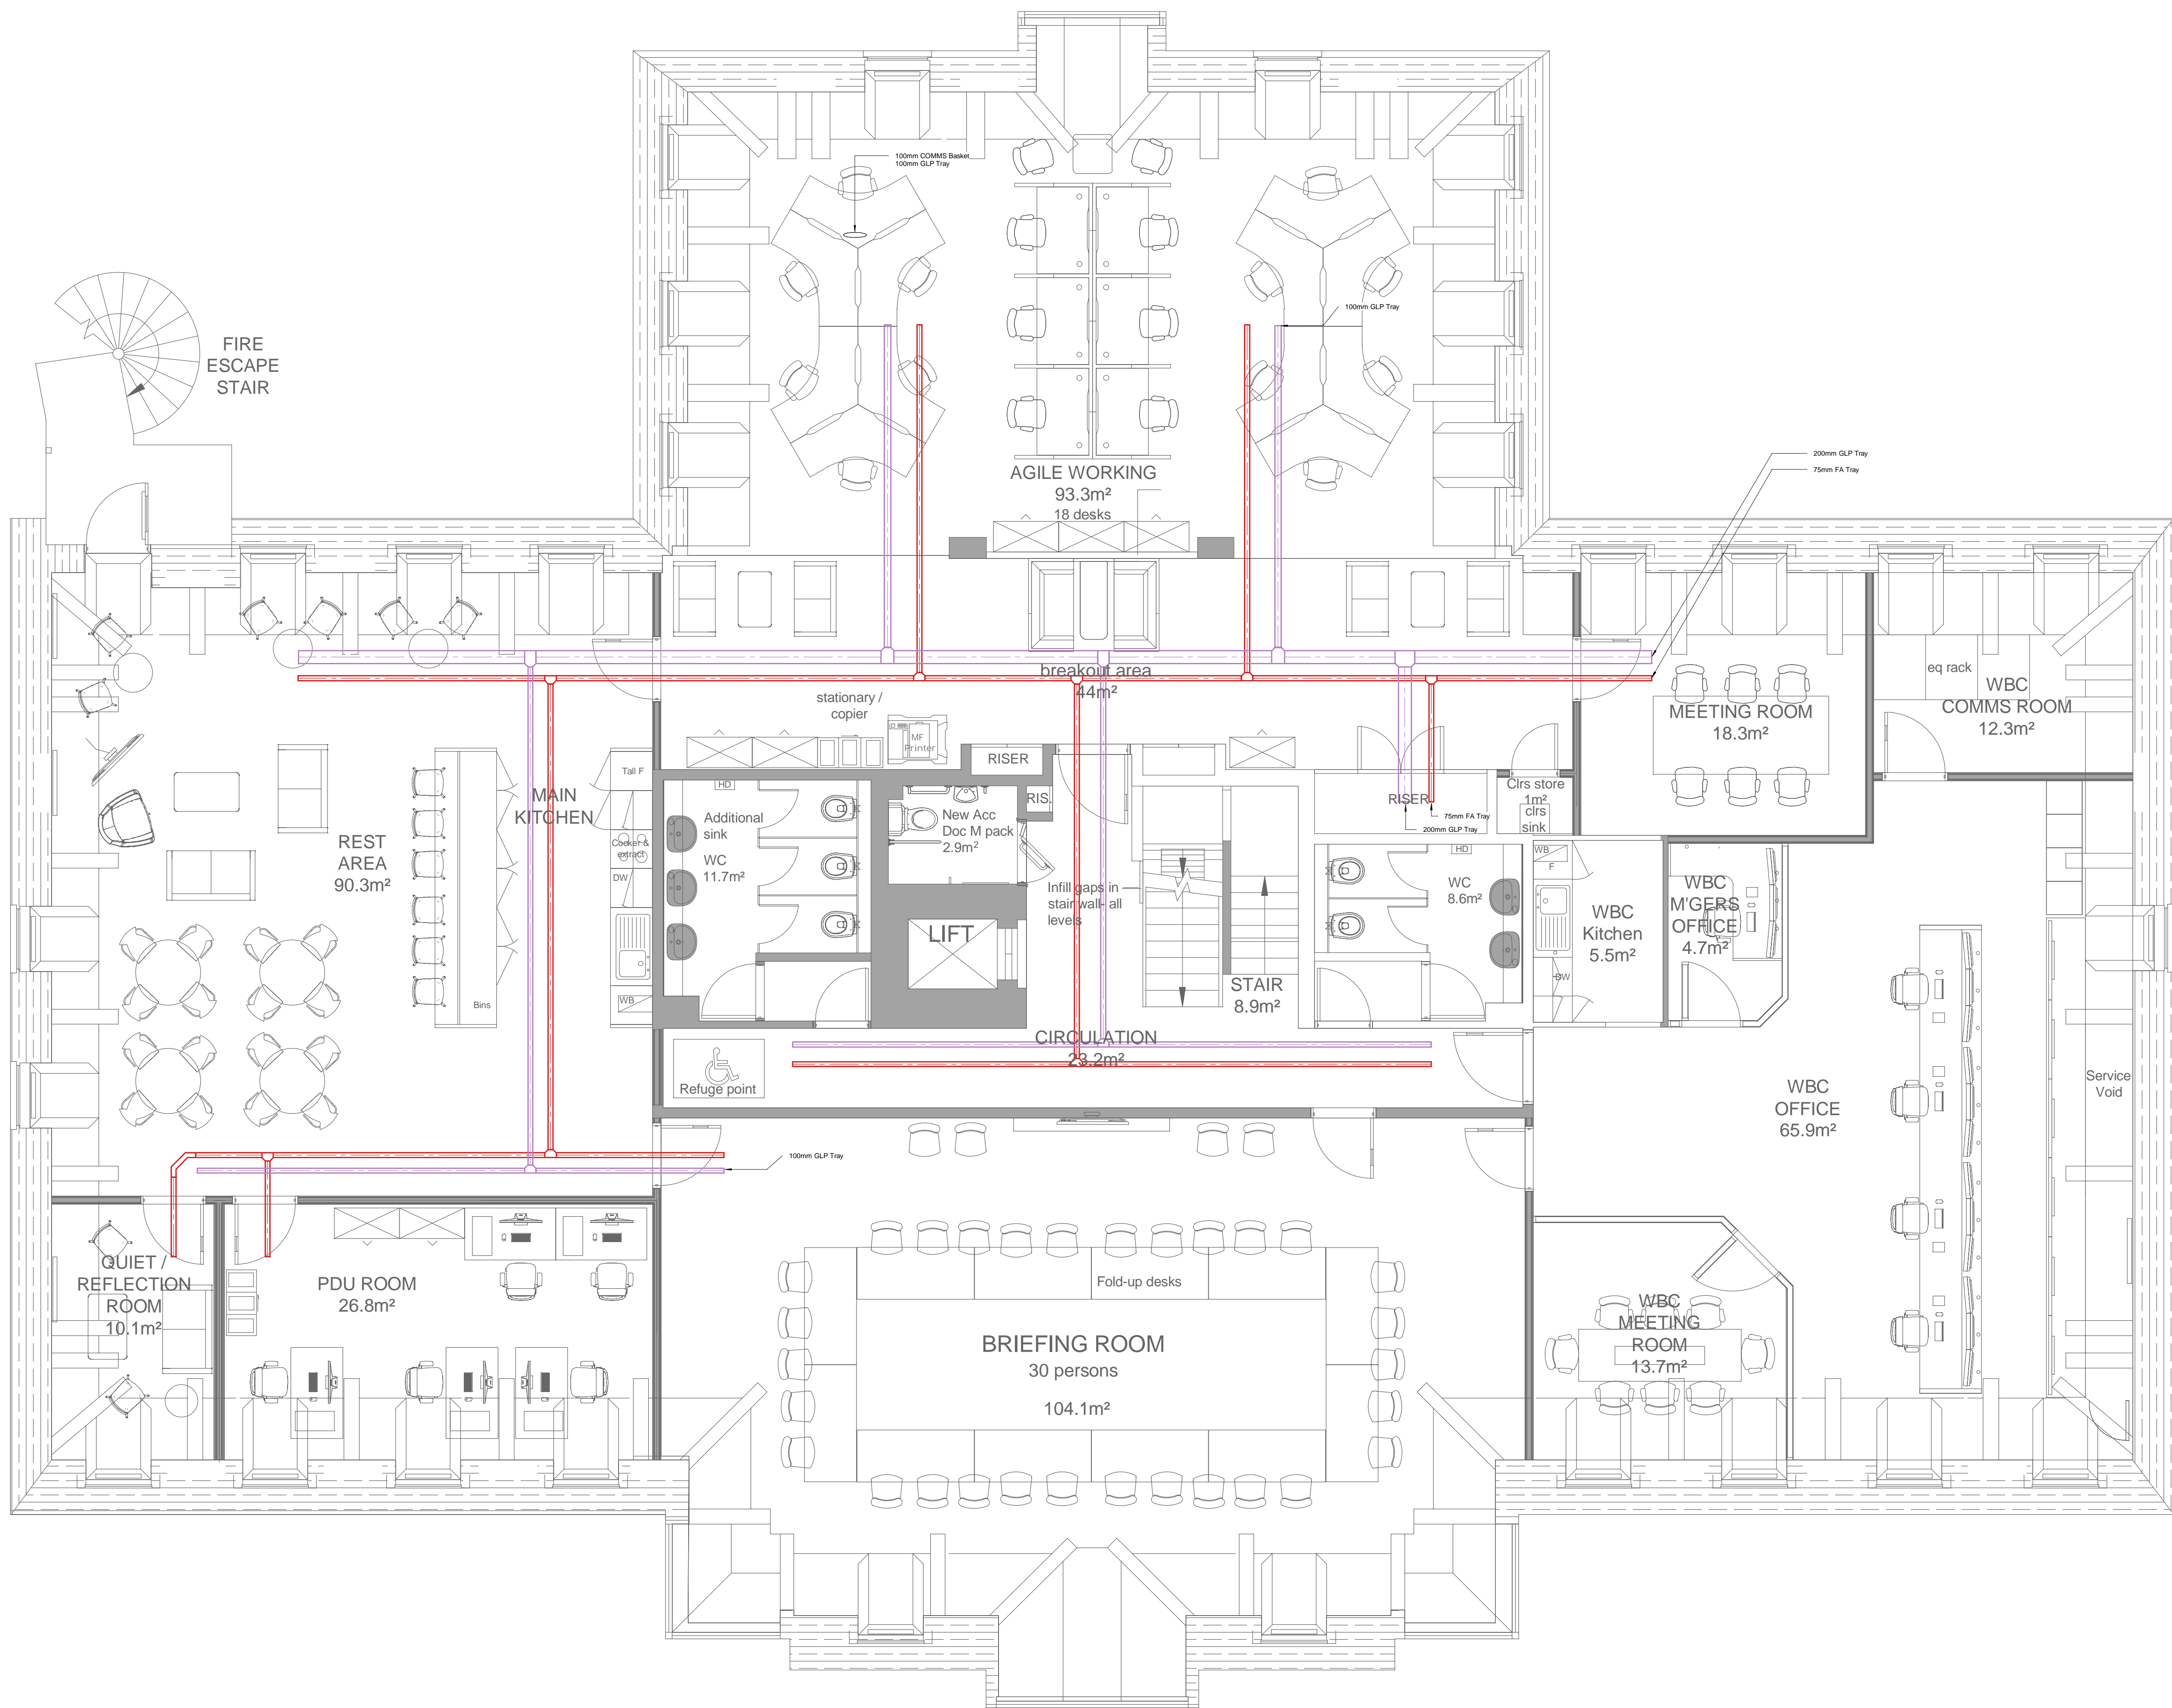 100mm COMMS Basket
100mm GLP Tray
100mm GLP Tray
FIRE
ESCAPE
STAIR
200mm GLP Tray
75mm FA Tray
AGILE WORKING
93.3m²
18 desks
breakout area
44m²
stationary /
copier
MF
Printer
eq rack
WBC
COMMS ROOM
12.3m²
MEETING ROOM
18.3m²
RISER
Tall F
HD
RIS.
MAIN
KITCHEN
Additional
sink
WC
11.7m²
New Acc
Doc M pack
2.9m²
RISER
Clrs store
1m²
clrs
sink
75mm FA Tray
200mm GLP Tray
REST
AREA
90.3m²
Cooker &
extract
DW
HD
WB
F
WC
8.6m²
Infill gaps in
stair wall- all
levels
WBC
M'GERS
OFFICE
4.7m²
WBC
Kitchen
5.5m²
LIFT
DW
STAIR
8.9m²
Bins
WB
CIRCULATION
23.2m²
Refuge point
WBC
OFFICE
65.9m²
Service
Void
100mm GLP Tray
QUIET /
REFLECTION
ROOM
10.1m²
PDU ROOM
26.8m²
Fold-up desks
BRIEFING ROOM
30 persons
104.1m²
WBC
MEETING
ROOM
13.7m²